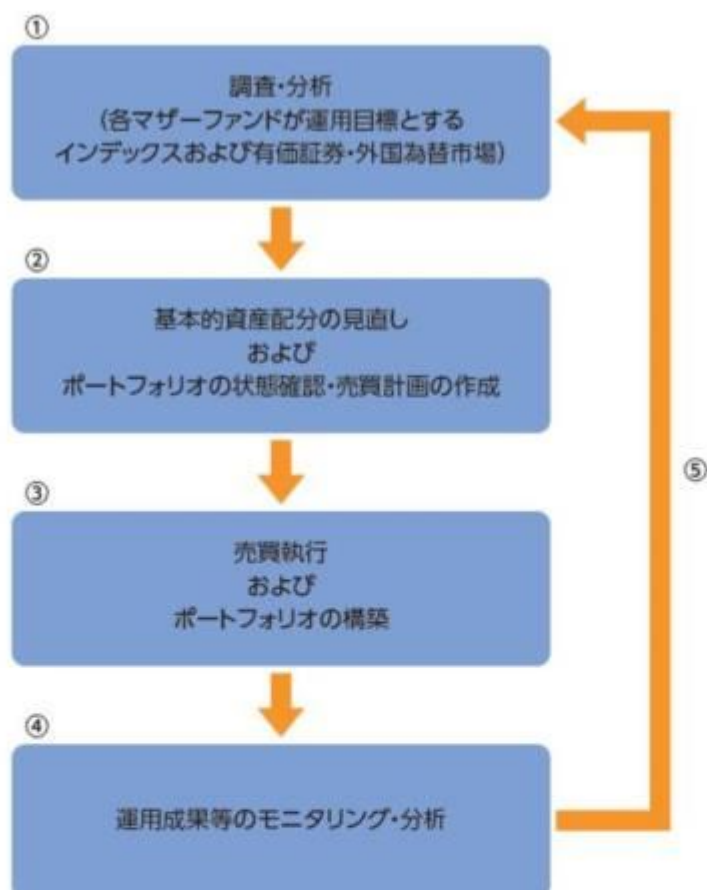 ①
調査・分析
(各マザーファンドが運用目標とする
インデックスおよび有価証券・外国為替市場)
②
基本的資産配分の見直し
および
ポートフォリオの状態確認・売買計画の作成
③
売買執行
および
ポートフォリオの構築
④
運用成果等のモニタリング・分析
⑤